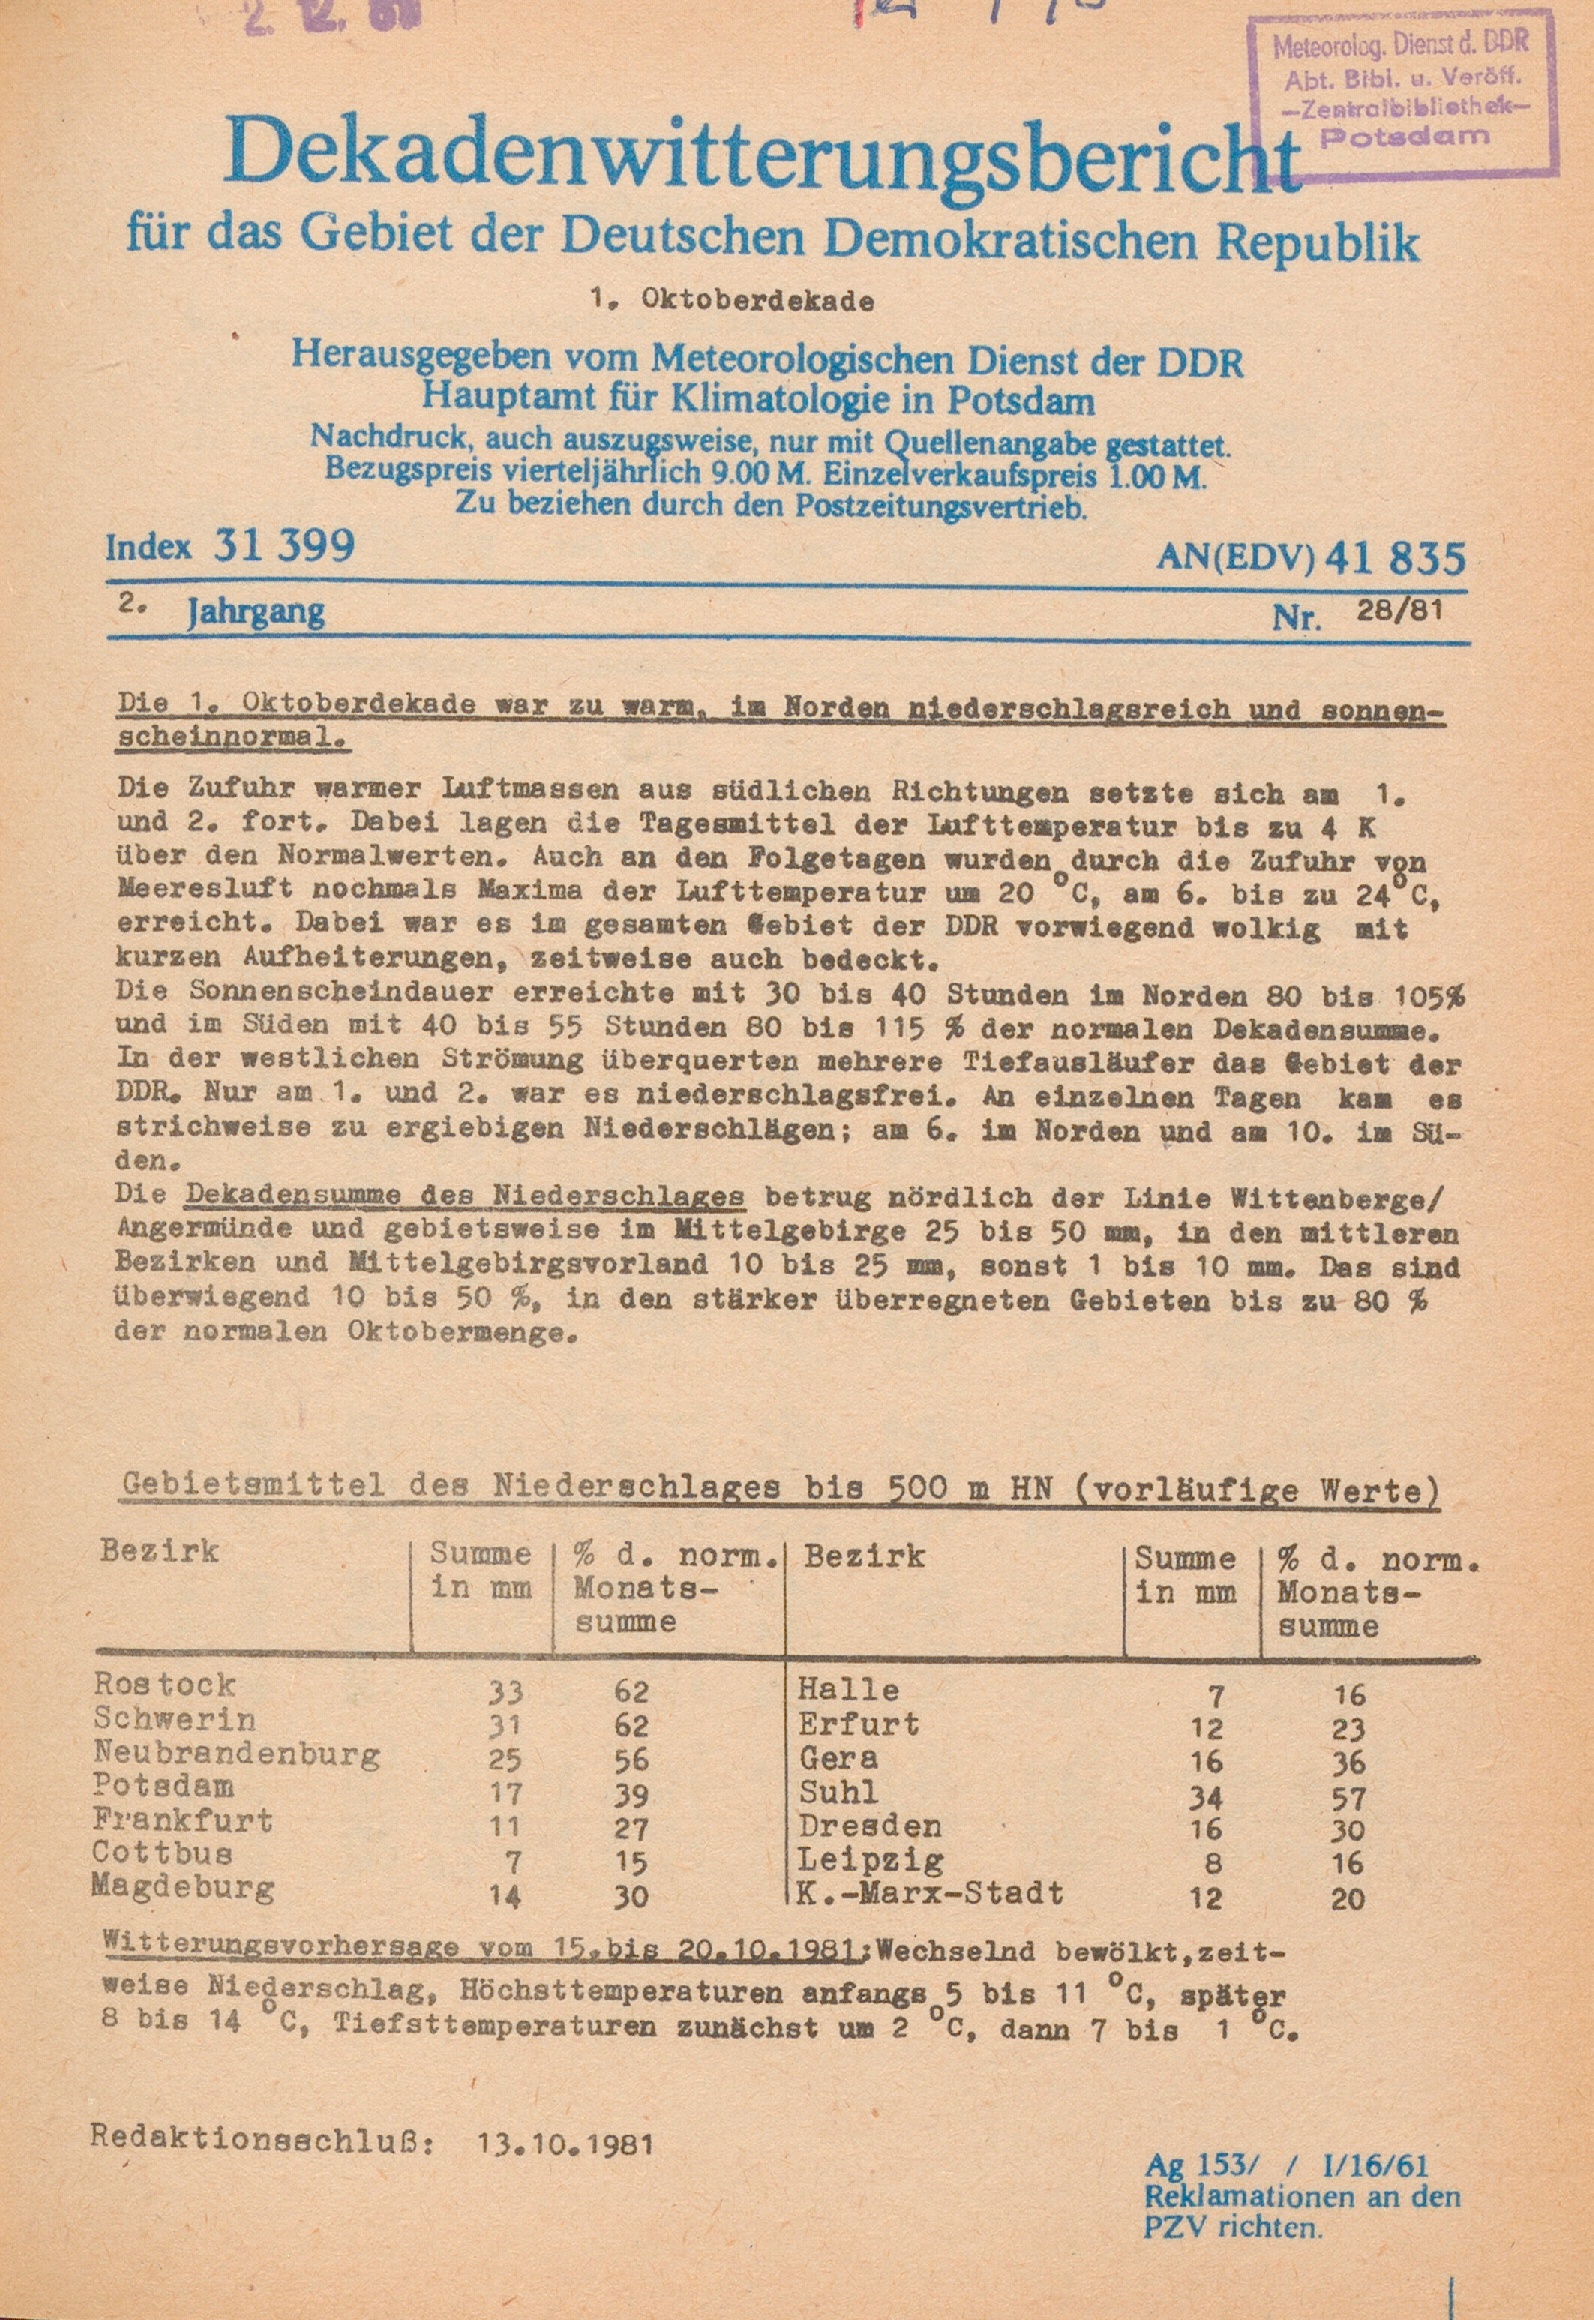 2. 12. 81
Meteorolog. Dienst d. DDR
Abt. Bibl. u. Veröff.
—Zentralbibliothek—
Potsdam
Dekadenwitterungsbericht
für das Gebiet der Deutschen Demokratischen Republik
1. Oktoberdekade
Herausgegeben vom Meteorologischen Dienst der DDR
Hauptamt für Klimatologie in Potsdam
Nachdruck, auch auszugsweise, nur mit Quellenangabe gestattet.
Bezugspreis vierteljährlich 9.00 M. Einzelverkaufspreis 1.00 M.
Zu beziehen durch den Postzeitungsvertrieb.
Index 31 399 AN(EDV) 41 835
2. Jahrgang Nr. 28/81
Die 1. Oktoberdekade war zu warm, im Norden niederschlagsreich und sonnen-
scheinnormal.
Die Zufuhr warmer Luftmassen aus südlichen Richtungen setzte sich am 1.
und 2. fort. Dabei lagen die Tagesmittel der Lufttemperatur bis zu 4 K
über den Normalwerten. Auch an den Folgetagen wurden durch die Zufuhr von
Meeresluft nochmals Maxima der Lufttemperatur um 20 °C, am 6. bis zu 24°C,
erreicht. Dabei war es im gesamten Gebiet der DDR vorwiegend wolkig mit
kurzen Aufheiterungen, zeitweise auch bedeckt.
Die Sonnenscheindauer erreichte mit 30 bis 40 Stunden im Norden 80 bis 105%
und im Süden mit 40 bis 55 Stunden 80 bis 115 % der normalen Dekadensumme.
In der westlichen Strömung überquerten mehrere Tiefausläufer das Gebiet der
DDR. Nur am 1. und 2. war es niederschlagsfrei. An einzelnen Tagen kam es
strichweise zu ergiebigen Niederschlägen; am 6. im Norden und am 10. im Sü-
den.
Die Dekadensumme des Niederschlages betrug nördlich der Linie Wittenberge/
Angermünde und gebietsweise im Mittelgebirge 25 bis 50 mm, in den mittleren
Bezirken und Mittelgebirgsvorland 10 bis 25 mm, sonst 1 bis 10 mm. Das sind
überwiegend 10 bis 50 %, in den stärker überregneten Gebieten bis zu 80 %
der normalen Oktobermenge.
Gebietsmittel des Niederschlages bis 500 m HN (vorläufige Werte)
Bezirk Summe % d. norm. Bezirk Summe % d. norm.
in mm Monats- in mm Monats-
summe summe
Rostock 33 62 Halle 7 16
Schwerin 31 62 Erfurt 12 23
Neubrandenburg 25 56 Gera 16 36
Potsdam 17 39 Suhl 34 57
Frankfurt 11 27 Dresden 16 30
Cottbus 7 15 Leipzig 8 16
Magdeburg 14 30 K.-Marx-Stadt 12 20
Witterungsvorhersage vom 15.bis 20.10.1981:Wechselnd bewölkt,zeit-
weise Niederschlag, Höchsttemperaturen anfangs 5 bis 11 °C, später
8 bis 14 °C, Tiefsttemperaturen zunächst um 2 °C, dann 7 bis 1 °C.
Redaktionsschluß: 13.10.1981
Ag 153/ / I/16/61
Reklamationen an den
PZV richten.